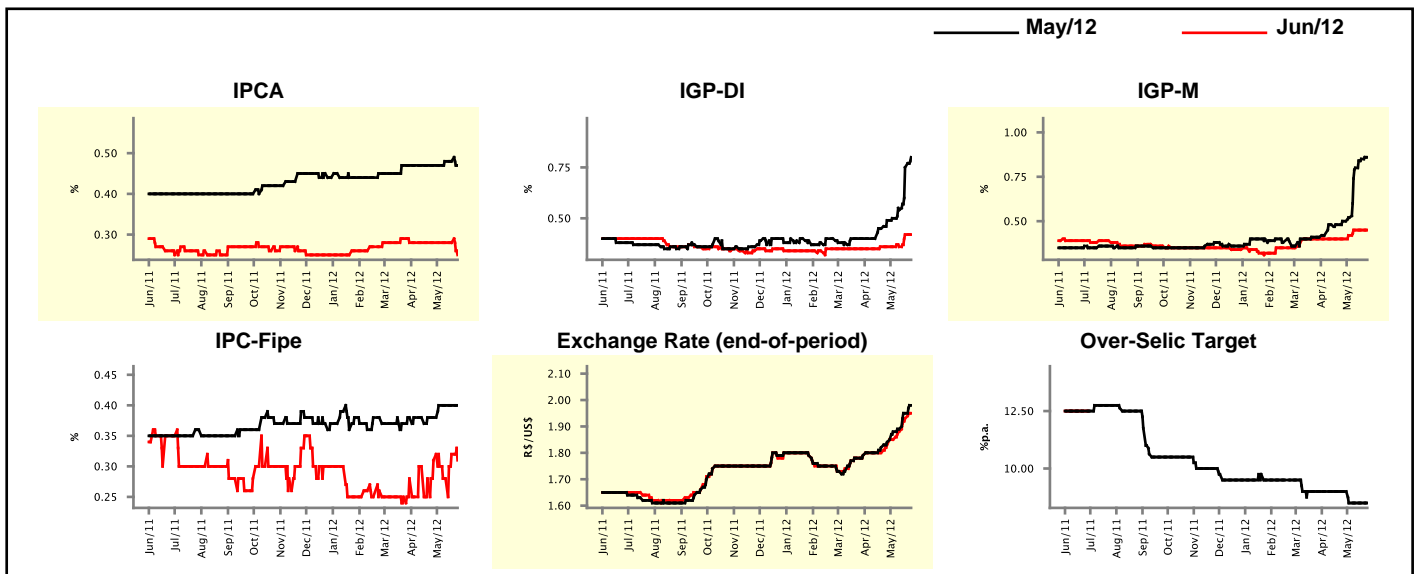 May/12 Jun/12
IPCA IGP-DI IGP-M
0.50
0.40
0.30
%
Jun/11 Jul/11 Aug/11 Sep/11 Oct/11 Nov/11 Dec/11 Jan/12 Feb/12 Mar/12 Apr/12 May/12
0.75
0.50
%
Jun/11 Jul/11 Aug/11 Sep/11 Oct/11 Nov/11 Dec/11 Jan/12 Feb/12 Mar/12 Apr/12 May/12
1.00
0.75
0.50
%
Jun/11 Jul/11 Aug/11 Sep/11 Oct/11 Nov/11 Dec/11 Jan/12 Feb/12 Mar/12 Apr/12 May/12
IPC-Fipe Exchange Rate (end-of-period) Over-Selic Target
0.45
0.40
0.35
0.30
0.25
%
Jun/11 Jul/11 Aug/11 Sep/11 Oct/11 Nov/11 Dec/11 Jan/12 Feb/12 Mar/12 Apr/12 May/12
2.10
2.00
1.90
1.80
1.70
1.60
R$/US$
Jun/11 Jul/11 Aug/11 Sep/11 Oct/11 Nov/11 Dec/11 Jan/12 Feb/12 Mar/12 Apr/12 May/12
12.50
10.00
%p.a.
Jun/11 Jul/11 Aug/11 Sep/11 Oct/11 Nov/11 Dec/11 Jan/12 Feb/12 Mar/12 Apr/12 May/12